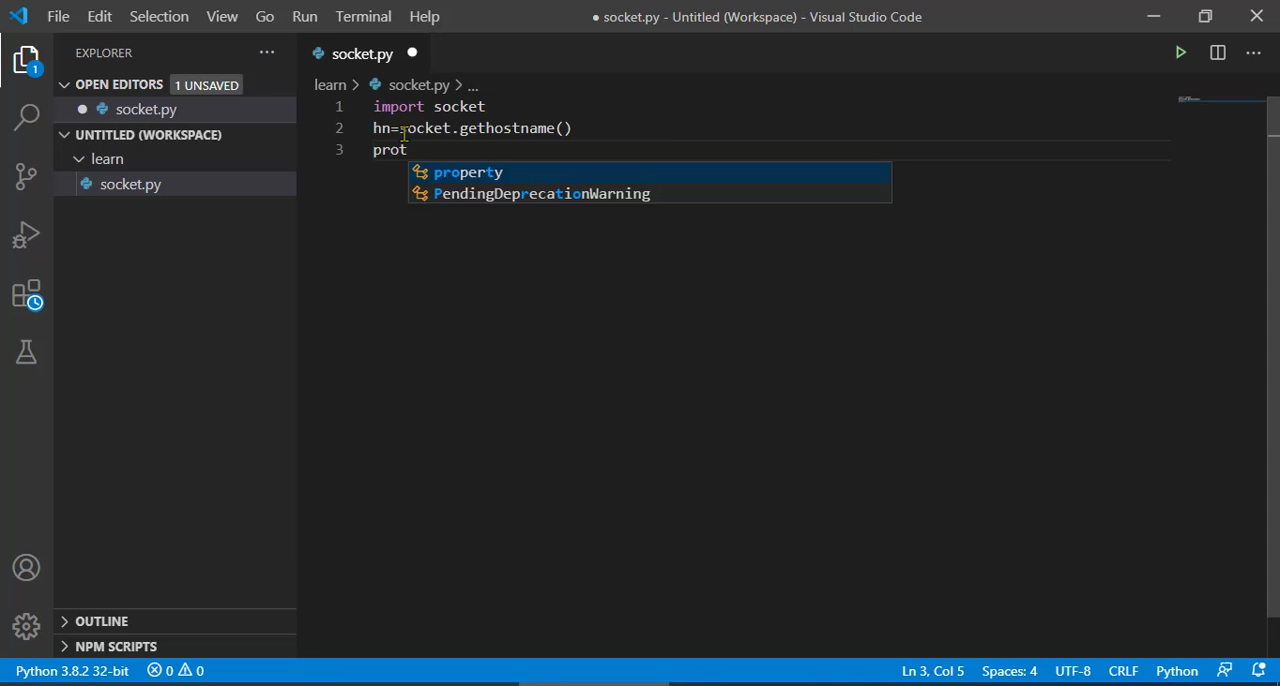 File Edit Selection View Go Run Terminal Help
● socket.py - Untitled (Workspace) - Visual Studio Code
EXPLORER
socket.py
OPEN EDITORS 1 UNSAVED
socket.py
UNTITLED (WORKSPACE)
learn
socket.py
learn > socket.py > ...
1 import socket
2 hn=socket.gethostname()
3 prot
property
PendingDeprecationWarning
1
OUTLINE
NPM SCRIPTS
Python 3.8.2 32-bit 0 0 Ln 3, Col 5 Spaces: 4 UTF-8 CRLF Python